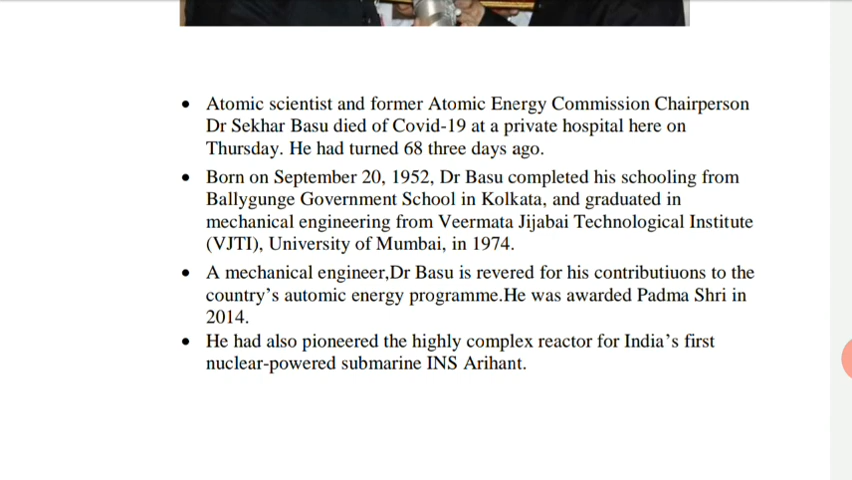 • Atomic scientist and former Atomic Energy Commission Chairperson
Dr Sekhar Basu died of Covid-19 at a private hospital here on
Thursday. He had turned 68 three days ago.
• Born on September 20, 1952, Dr Basu completed his schooling from
Ballygunge Government School in Kolkata, and graduated in
mechanical engineering from Veermata Jijabai Technological Institute
(VJTI), University of Mumbai, in 1974.
• A mechanical engineer,Dr Basu is revered for his contributiuons to the
country’s automic energy programme.He was awarded Padma Shri in
2014.
• He had also pioneered the highly complex reactor for India’s first
nuclear-powered submarine INS Arihant.